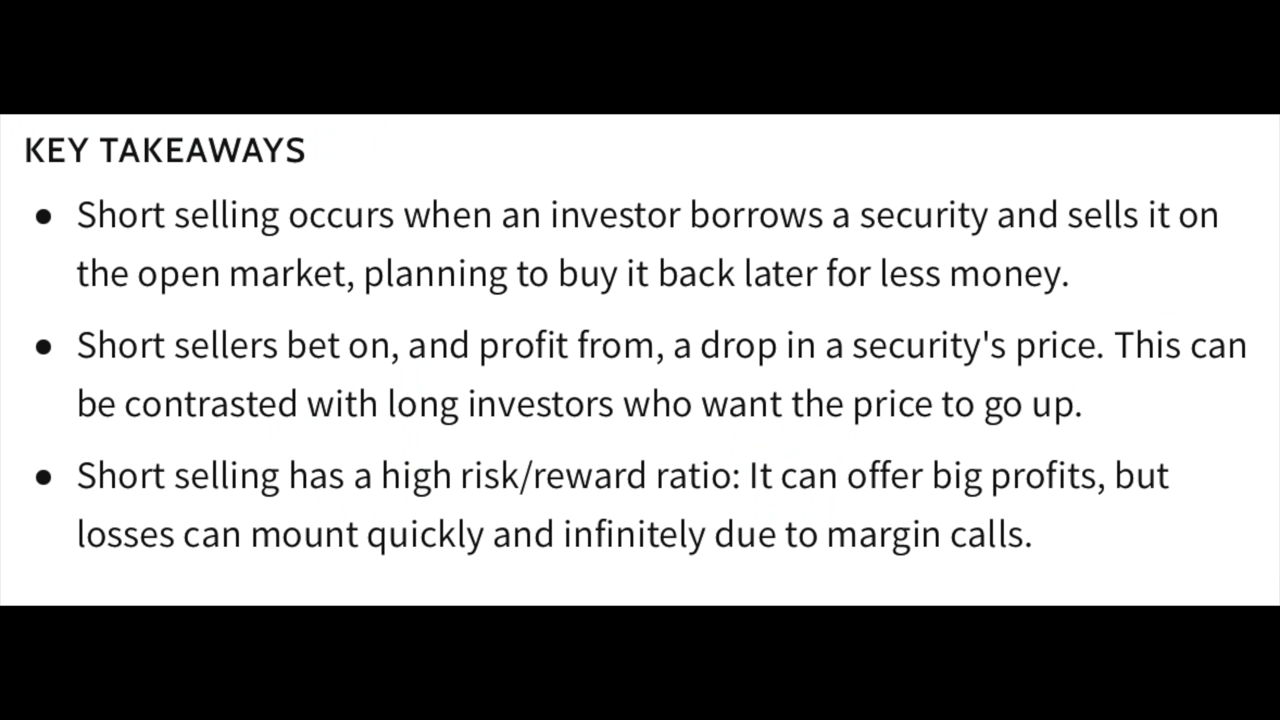 KEY TAKEAWAYS
● Short selling occurs when an investor borrows a security and sells it on
the open market, planning to buy it back later for less money.
● Short sellers bet on, and profit from, a drop in a security's price. This can
be contrasted with long investors who want the price to go up.
● Short selling has a high risk/reward ratio: It can offer big profits, but
losses can mount quickly and infinitely due to margin calls.